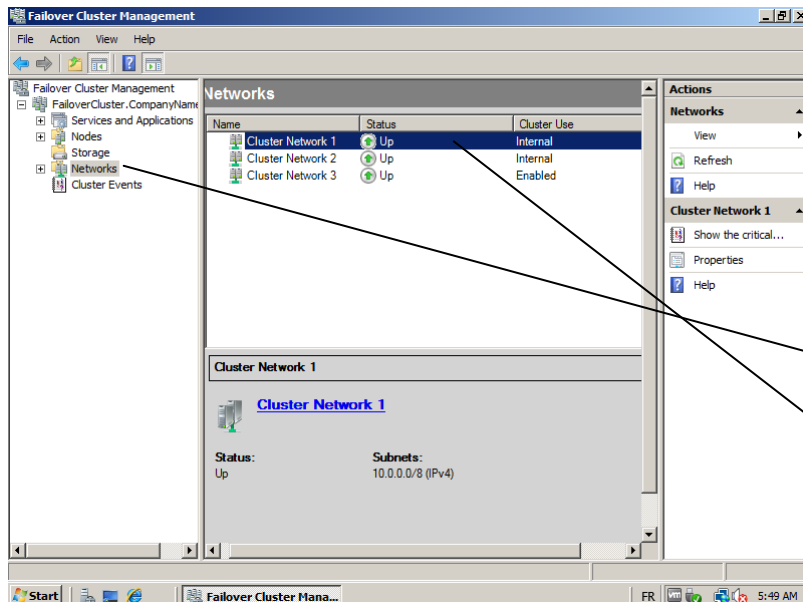 Failover Cluster Management
File Action View Help
Failover Cluster Management
FailoverCluster.CompanyName
Services and Applications
Nodes
Storage
Networks
Cluster Events
Networks
Name Status Cluster Use
Cluster Network 1 Up Internal
Cluster Network 2 Up Internal
Cluster Network 3 Up Enabled
Cluster Network 1
Cluster Network 1
Status: Subnets:
Up 10.0.0.0/8 (IPv4)
Actions
Networks
View
Refresh
Help
Cluster Network 1
Show the critical...
Properties
Help
Start Failover Cluster Mana... FR 5:49 AM